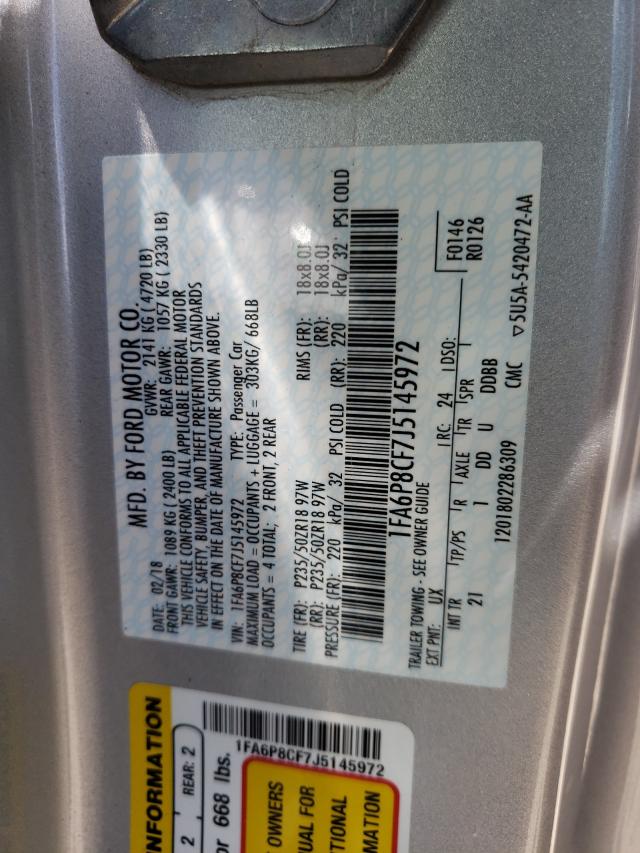 MFD. BY FORD MOTOR CO.
DATE: 02/18 GVWR: 2141 KG ( 4720 LB)
FRONT GAWR: 1089 KG (2400 LB) REAR GAWR: 1057 KG ( 2330 LB)
THIS VEHICLE CONFORMS TO ALL APPLICABLE FEDERAL MOTOR
VEHICLE SAFETY, BUMPER, AND THEFT PREVENTION STANDARDS
IN EFFECT ON THE DATE OF MANUFACTURE SHOWN ABOVE.
VIN: 1FA6P8CF7J5145972 TYPE: Passenger Car
MAXIMUM LOAD = OCCUPANTS + LUGGAGE = 303KG/ 668LB
OCCUPANTS = 4 TOTAL; 2 FRONT, 2 REAR
TIRE (FR): P235/50ZR18 97W RIMS (FR): 18x8.0J
(RR): P235/50ZR18 97W (RR): 18x8.0J
PRESSURE (FR): 220 kPa/ 32 PSI COLD (RR): 220 kPa/ 32 PSI COLD
1FA6P8CF7J5145972
TRAILER TOWING - SEE OWNER GUIDE
EXT PNT: UX RC: 24 DSO: F0146
R0126
INT TR TP/PS R AXLE TR SPR
21 I DD U DDBB
1201802286309 CMC ▽5U5A-5420472-AA
INFORMATION
2 REAR: 2
or 668 lbs.
1FA6P8CF7J5145972
OWNERS
UAL FOR
TIONAL
MATION